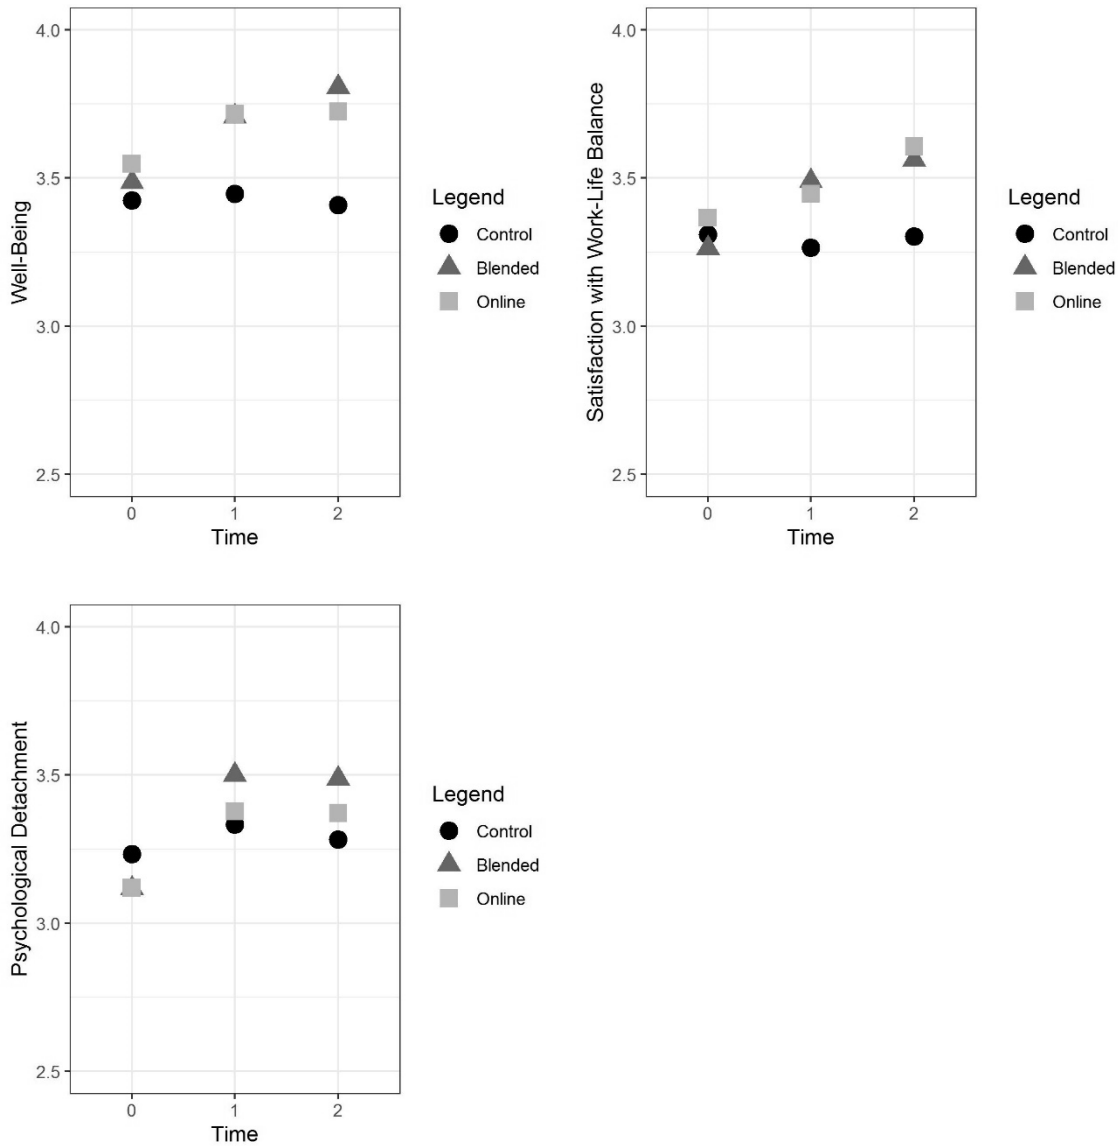 Well-Being
4.0
3.5
3.0
2.5
0 1 2
Time
Legend
Control
Blended
Online
Satisfaction with Work-Life Balance
4.0
3.5
3.0
2.5
0 1 2
Time
Legend
Control
Blended
Online
Psychological Detachment
4.0
3.5
3.0
2.5
0 1 2
Time
Legend
Control
Blended
Online